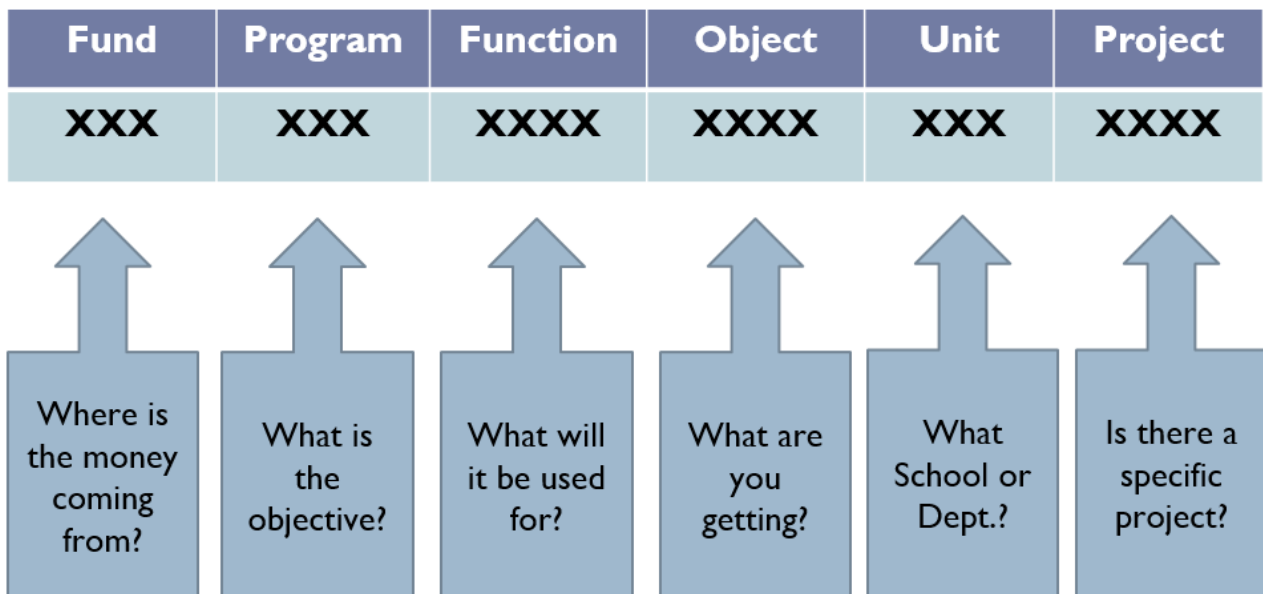 Fund Program Function Object Unit Project
XXX XXX XXXX XXXX XXX XXXX
Where is
the money
coming
from?
What is
the
objective?
What will
it be used
for?
What are
you
getting?
What
School or
Dept.?
Is there a
specific
project?